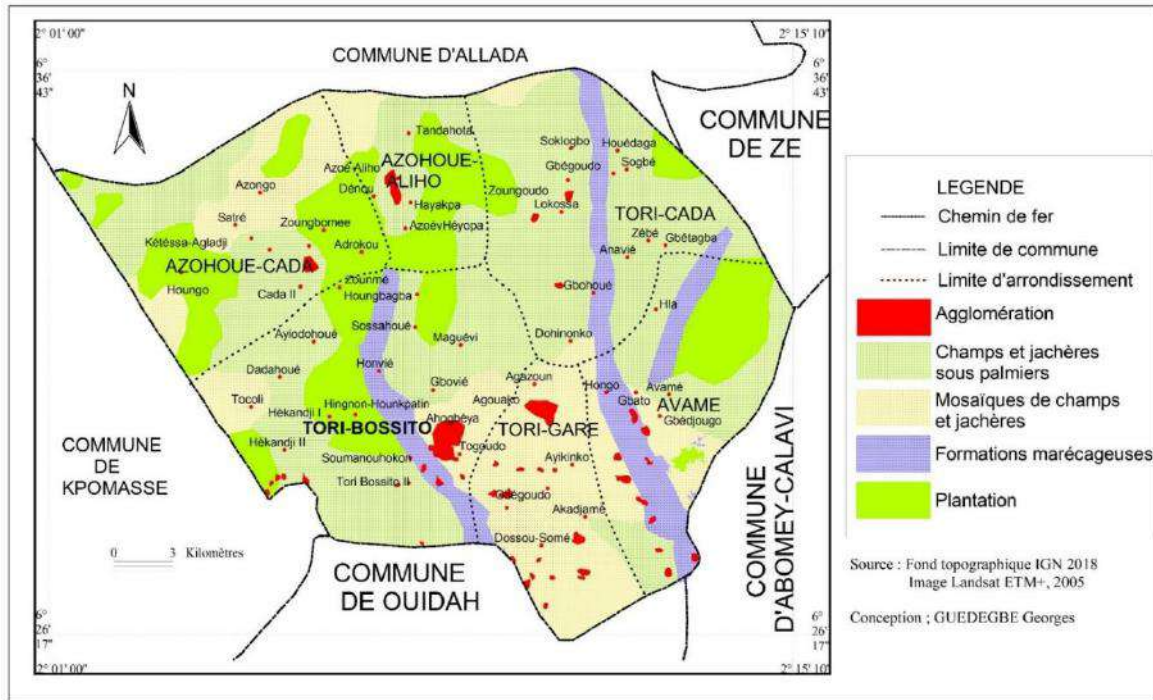 2° 01' 00"
2° 15' 10"
6°
36'
43"
6°
36'
43"
COMMUNE D'ALLADA
N
COMMUNE
DE ZE
Tandahota
Soklogbo
Houédaga
Gbégoudo
Sogbé
Azoé-Aliho
AZOHOUE-
ALIHO
Dénou
Zoungoudo
Azongo
Hayakpa
Lokossa
TORI-CADA
Satré
Zoungbomee
AzoévHéyopa
Zébé
Gbétagba
Kétéssa-Agladji
Adrokou
Anavié
AZOHOUE-CADA
Houngo
Cada II
Zounmé
Houngbagba
Gbohoué
Hla
Ayiodohoué
Sossahoué
Maguévi
Dohinonko
Dadahoué
Honvié
Gbovié
Agazoun
Hongo
Avamé
Tocoli
Agouako
Gbato
AVAME
Hèkandji I
Hingnon-Hounkpatin
Ahogbèya
Gbédjougo
TORI-BOSSITO
TORI-GARE
Hèkandji II
Togoudo
Soumanouhokon
Ayikinko
Tori Bossito II
Gbégoudo
Akadjamé
Dossou-Somé
COMMUNE
DE
KPOMASSE
0 3 Kilomètres
COMMUNE
DE OUIDAH
COMMUNE
D'ABOMEY-CALAVI
6°
26'
17"
6°
26'
17"
2° 01' 00"
2° 15' 10"
LEGENDE
Chemin de fer
Limite de commune
Limite d'arrondissement
Agglomération
Champs et jachères
sous palmiers
Mosaïques de champs
et jachères
Formations marécageuses
Plantation
Source : Fond topographique IGN 2018
Image Landsat ETM+, 2005
Conception ; GUEDEGBE Georges